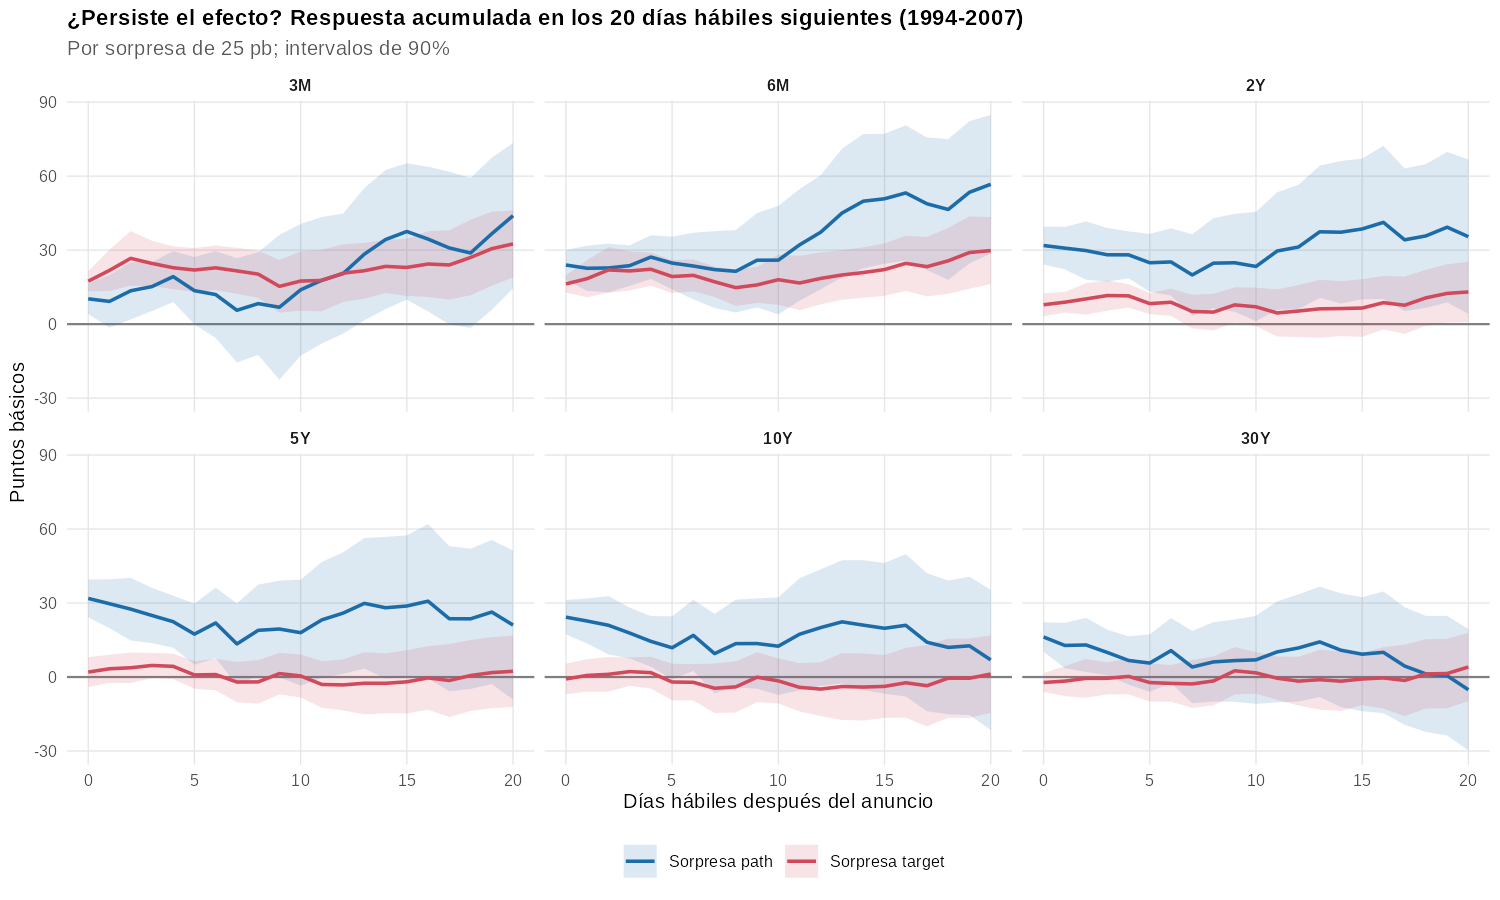 ¿Persiste el efecto? Respuesta acumulada en los 20 días hábiles siguientes (1994-2007)
Por sorpresa de 25 pb; intervalos de 90%
3M 6M 2Y
90
60
30
0
-30
5Y 10Y 30Y
90
60
30
0
-30
0 5 10 15 20 0 5 10 15 20 0 5 10 15 20
Puntos básicos
Días hábiles después del anuncio
Sorpresa path Sorpresa target